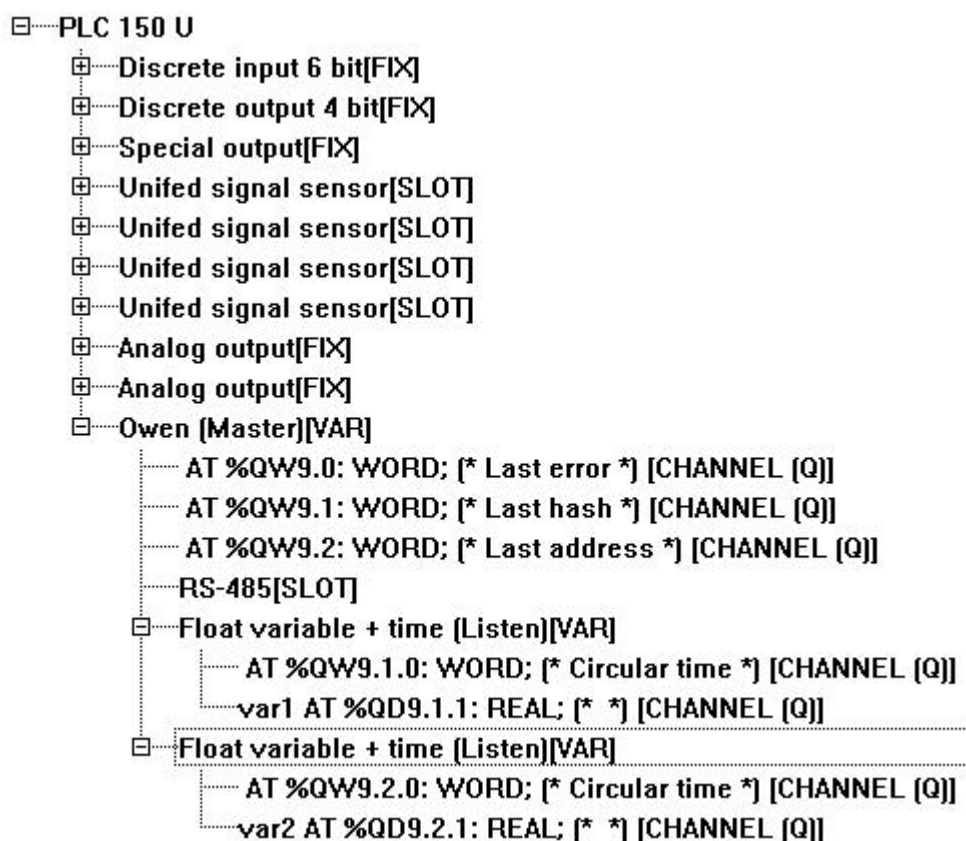 PLC 150 U
Discrete input 6 bit[FIX]
Discrete output 4 bit[FIX]
Special output[FIX]
Unifed signal sensor[SLOT]
Unifed signal sensor[SLOT]
Unifed signal sensor[SLOT]
Unifed signal sensor[SLOT]
Analog output[FIX]
Analog output[FIX]
Owen (Master)[VAR]
AT %QW9.0: WORD; (* Last error *) [CHANNEL (Q)]
AT %QW9.1: WORD; (* Last hash *) [CHANNEL (Q)]
AT %QW9.2: WORD; (* Last address *) [CHANNEL (Q)]
RS-485[SLOT]
Float variable + time (Listen)[VAR]
AT %QW9.1.0: WORD; (* Circular time *) [CHANNEL (Q)]
var1 AT %QD9.1.1: REAL; (* *) [CHANNEL (Q)]
Float variable + time (Listen)[VAR]
AT %QW9.2.0: WORD; (* Circular time *) [CHANNEL (Q)]
var2 AT %QD9.2.1: REAL; (* *) [CHANNEL (Q)]